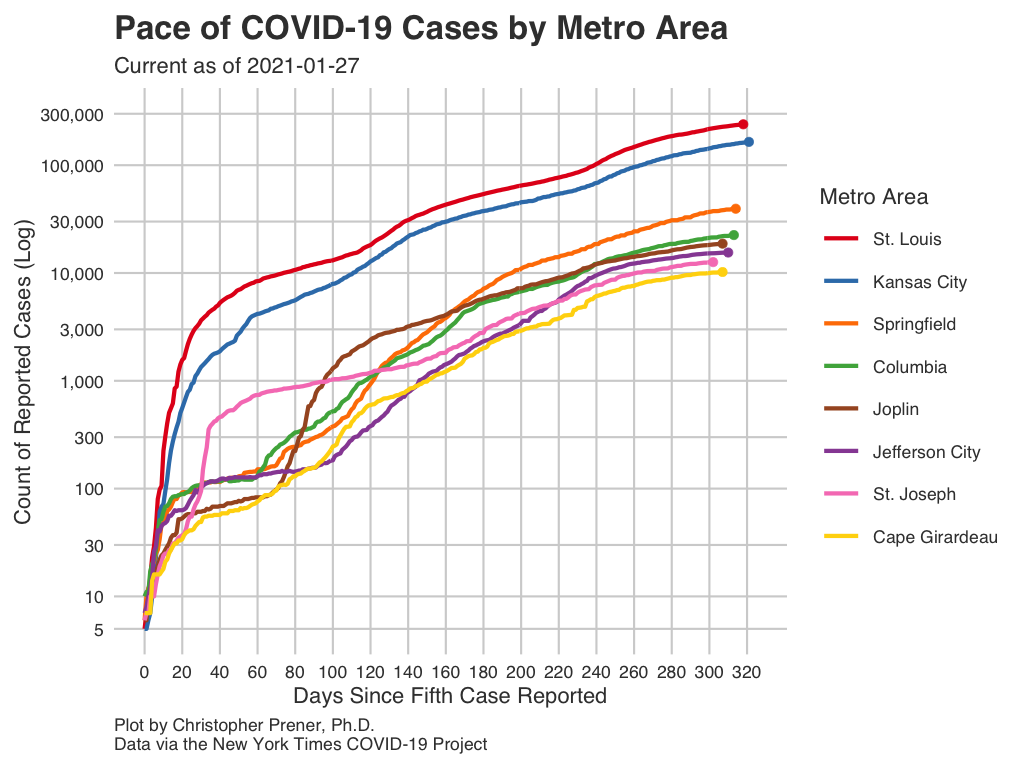 Pace of COVID-19 Cases by Metro Area
Current as of 2021-01-27
Count of Reported Cases (Log)
300,000
100,000
30,000
10,000
3,000
1,000
300
100
30
10
5
0 20 40 60 80 100 120 140 160 180 200 220 240 260 280 300 320
Days Since Fifth Case Reported
Metro Area
St. Louis
Kansas City
Springfield
Columbia
Joplin
Jefferson City
St. Joseph
Cape Girardeau
Plot by Christopher Prener, Ph.D.
Data via the New York Times COVID-19 Project